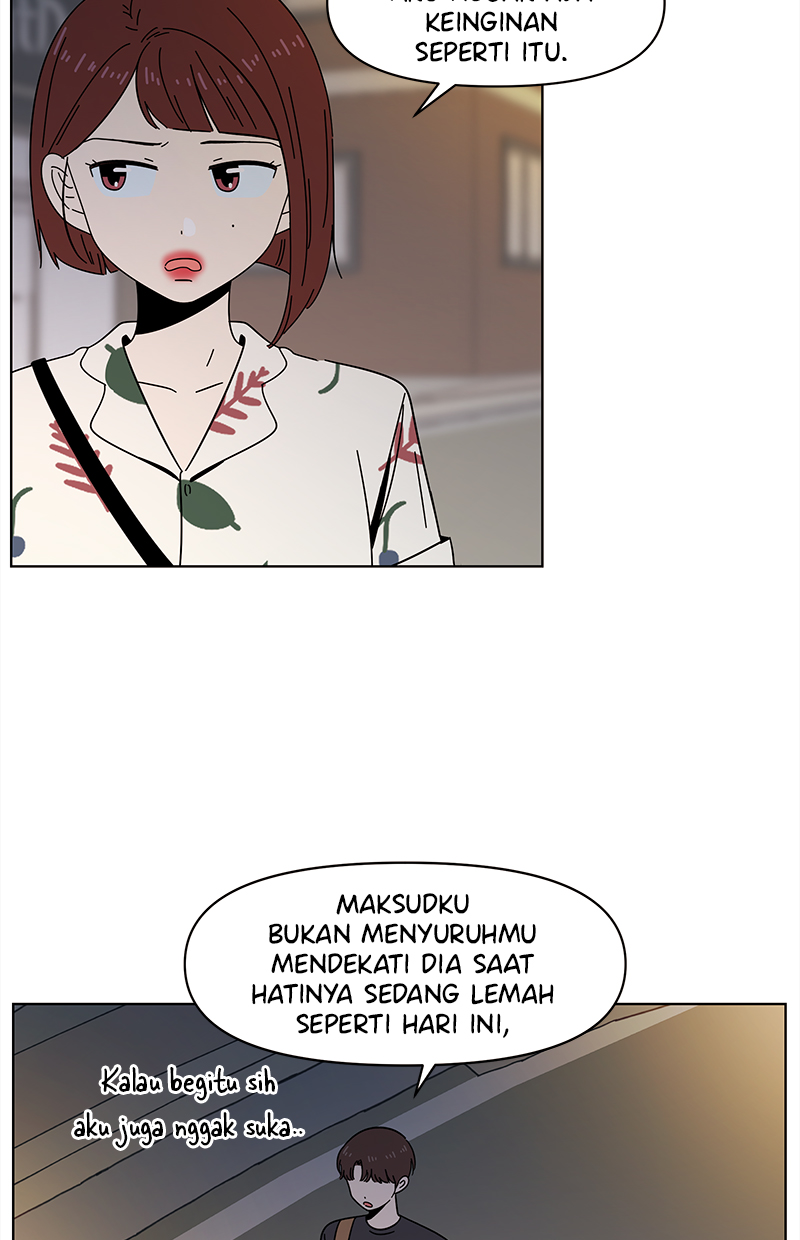 KEINGINAN
SEPERTI ITU.
MAKSUDKU
BUKAN MENYURUHMU
MENDEKATI DIA SAAT
HATINYA SEDANG LEMAH
SEPERTI HARI INI,
Kalau begitu sih
aku juga nggak suka..